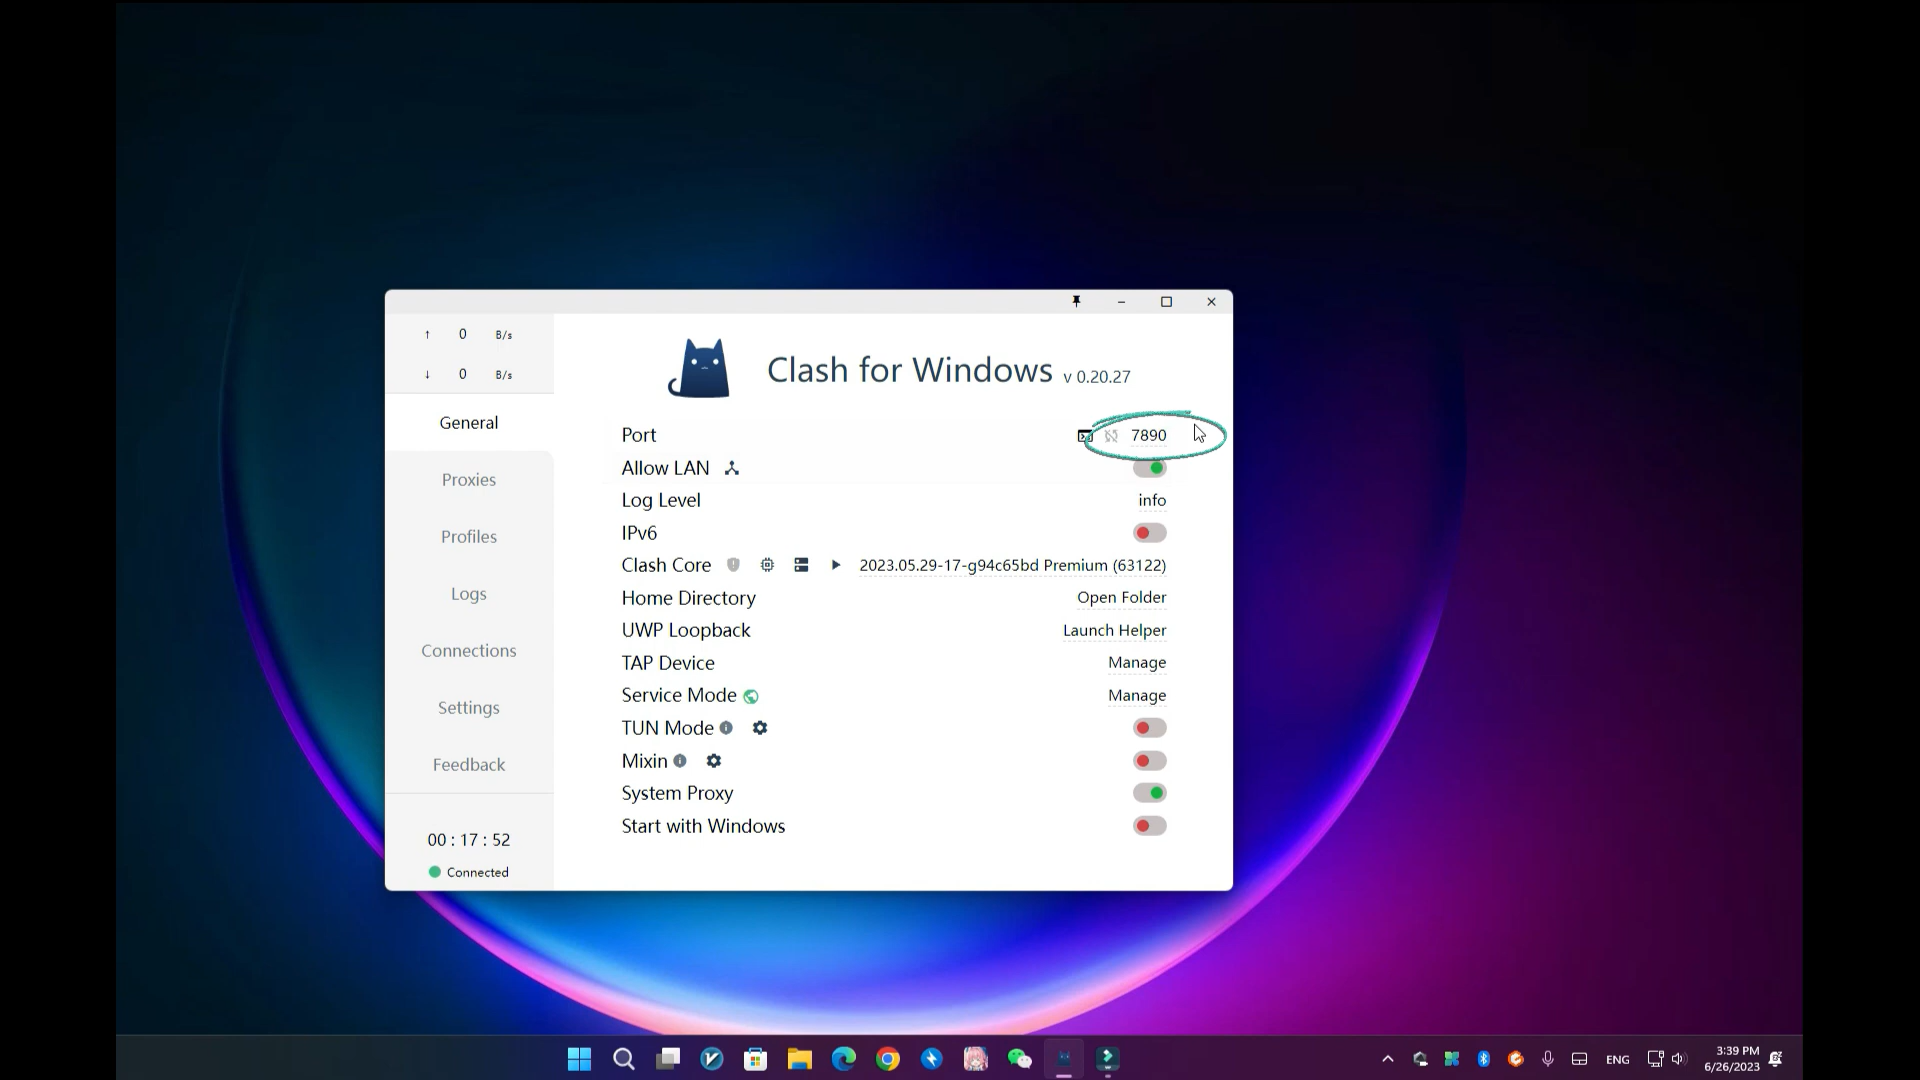 ↑ 0 B/s
↓ 0 B/s
General
Proxies
Profiles
Logs
Connections
Settings
Feedback
00 : 17 : 52
Connected
Clash for Windows v 0.20.27
Port 7890
Allow LAN
Log Level info
IPv6
Clash Core 2023.05.29-17-g94c65bd Premium (63122)
Home Directory Open Folder
UWP Loopback Launch Helper
TAP Device Manage
Service Mode Manage
TUN Mode
Mixin
System Proxy
Start with Windows
ENG
3:39 PM
6/26/2023